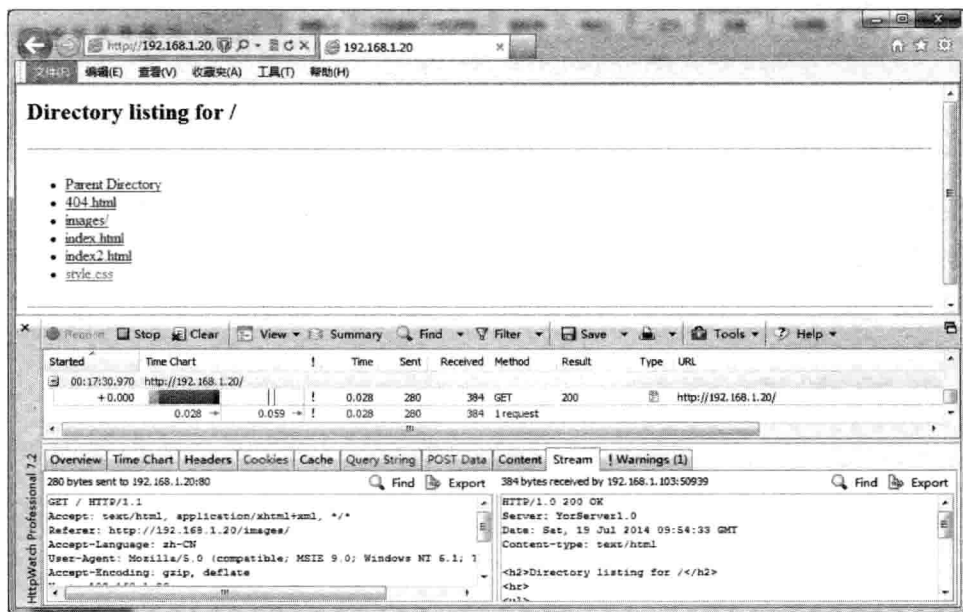 http://192.168.1.20 192.168.1.20
文件(F) 编辑(E) 查看(V) 收藏夹(A) 工具(T) 帮助(H)
Directory listing for /
Parent Directory
404.html
images/
index.html
index2.html
style.css
Record Stop Clear View Summary Find Filter Save Tools Help
Started Time Chart ! Time Sent Received Method Result Type URL
00:17:30.970 http://192.168.1.20/
+0.000 ! 0.028 280 384 GET 200 http://192.168.1.20/
0.028 → 0.059 → ! 0.028 280 384 1 request
HttpWatch Professional 7.2
Overview Time Chart Headers Cookies Cache Query String POST Data Content Stream ! Warnings (1)
280 bytes sent to 192.168.1.20:80 Find Export 384 bytes received by 192.168.1.103:50939 Find Export
GET / HTTP/1.1
Accept: text/html, application/xhtml+xml, */*
Referer: http://192.168.1.20/images/
Accept-Language: zh-CN
User-Agent: Mozilla/5.0 (compatible; MSIE 9.0; Windows NT 6.1; T
Accept-Encoding: gzip, deflate
HTTP/1.0 200 OK
Server: YorServer1.0
Date: Sat, 19 Jul 2014 09:54:33 GMT
Content-type: text/html
<h2>Directory listing for /</h2>
<hr>
<ul>